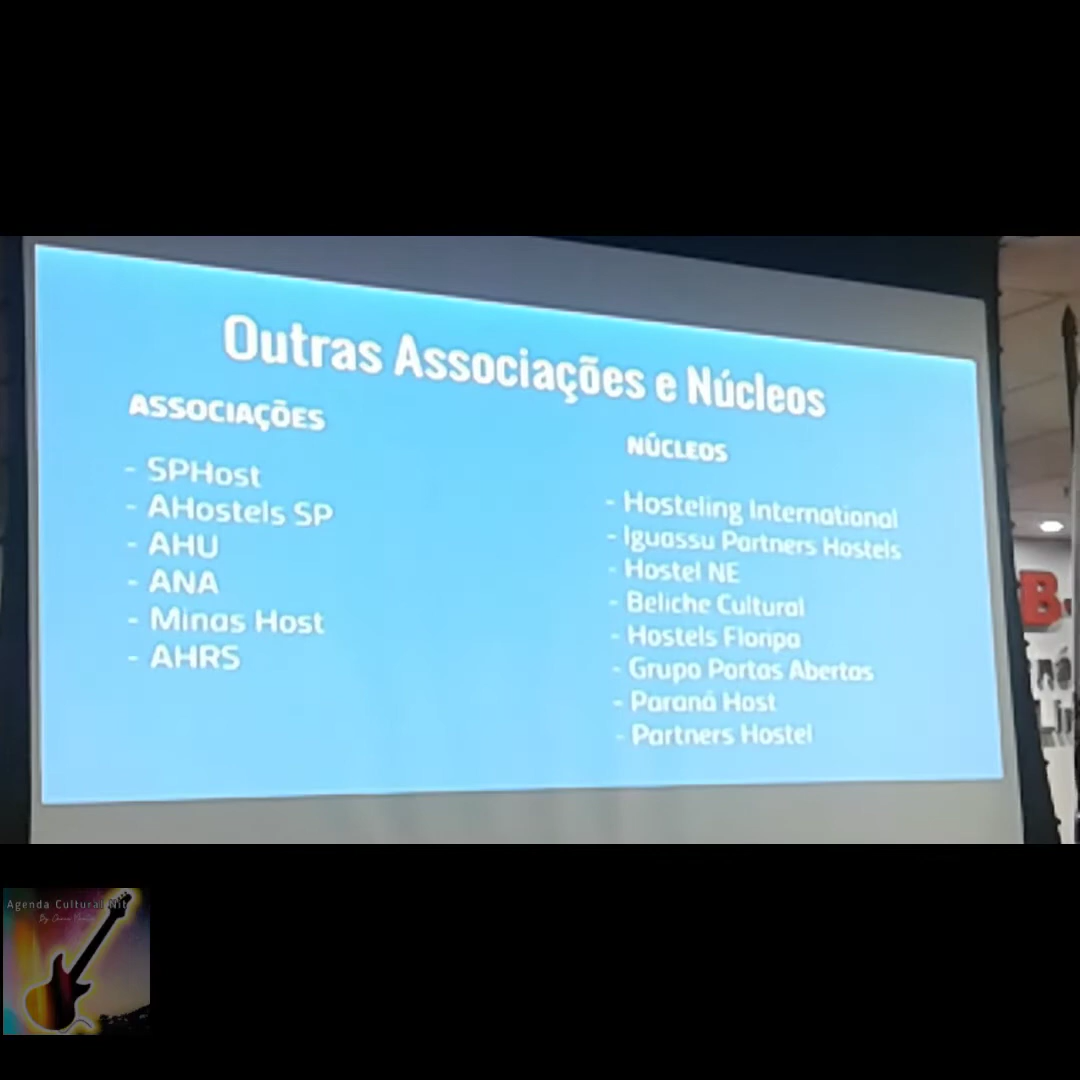 Outras Associações e Núcleos
ASSOCIAÇÕES
- SPHost
- AHostels SP
- AHU
- ANA
- Minas Host
- AHRS
NÚCLEOS
- Hosteling International
- Iguassu Partners Hostels
- Hostel NE
- Beliche Cultural
- Hostels Floripa
- Grupo Portas Abertas
- Paraná Host
- Partners Hostel
B
Agenda Cultural Nit